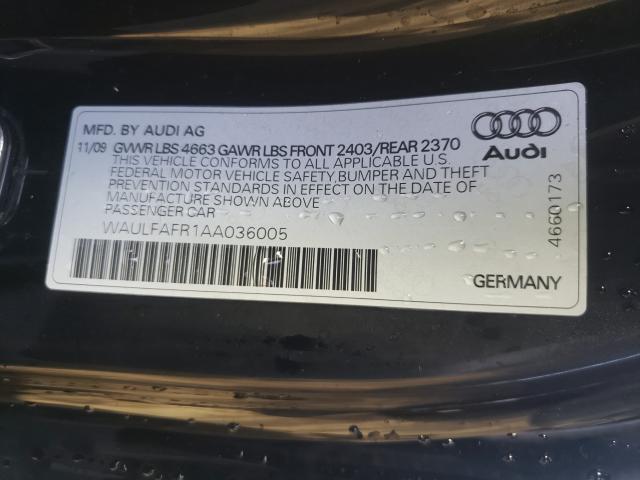 MFD. BY AUDI AG
11/09 GVWR LBS 4663 GAWR LBS FRONT 2403/REAR 2370
THIS VEHICLE CONFORMS TO ALL APPLICABLE U.S.
FEDERAL MOTOR VEHICLE SAFETY,BUMPER AND THEFT
PREVENTION STANDARDS IN EFFECT ON THE DATE OF
MANUFACTURE SHOWN ABOVE
PASSENGER CAR
WAULFAFR1AA036005
Audi
4660173
GERMANY